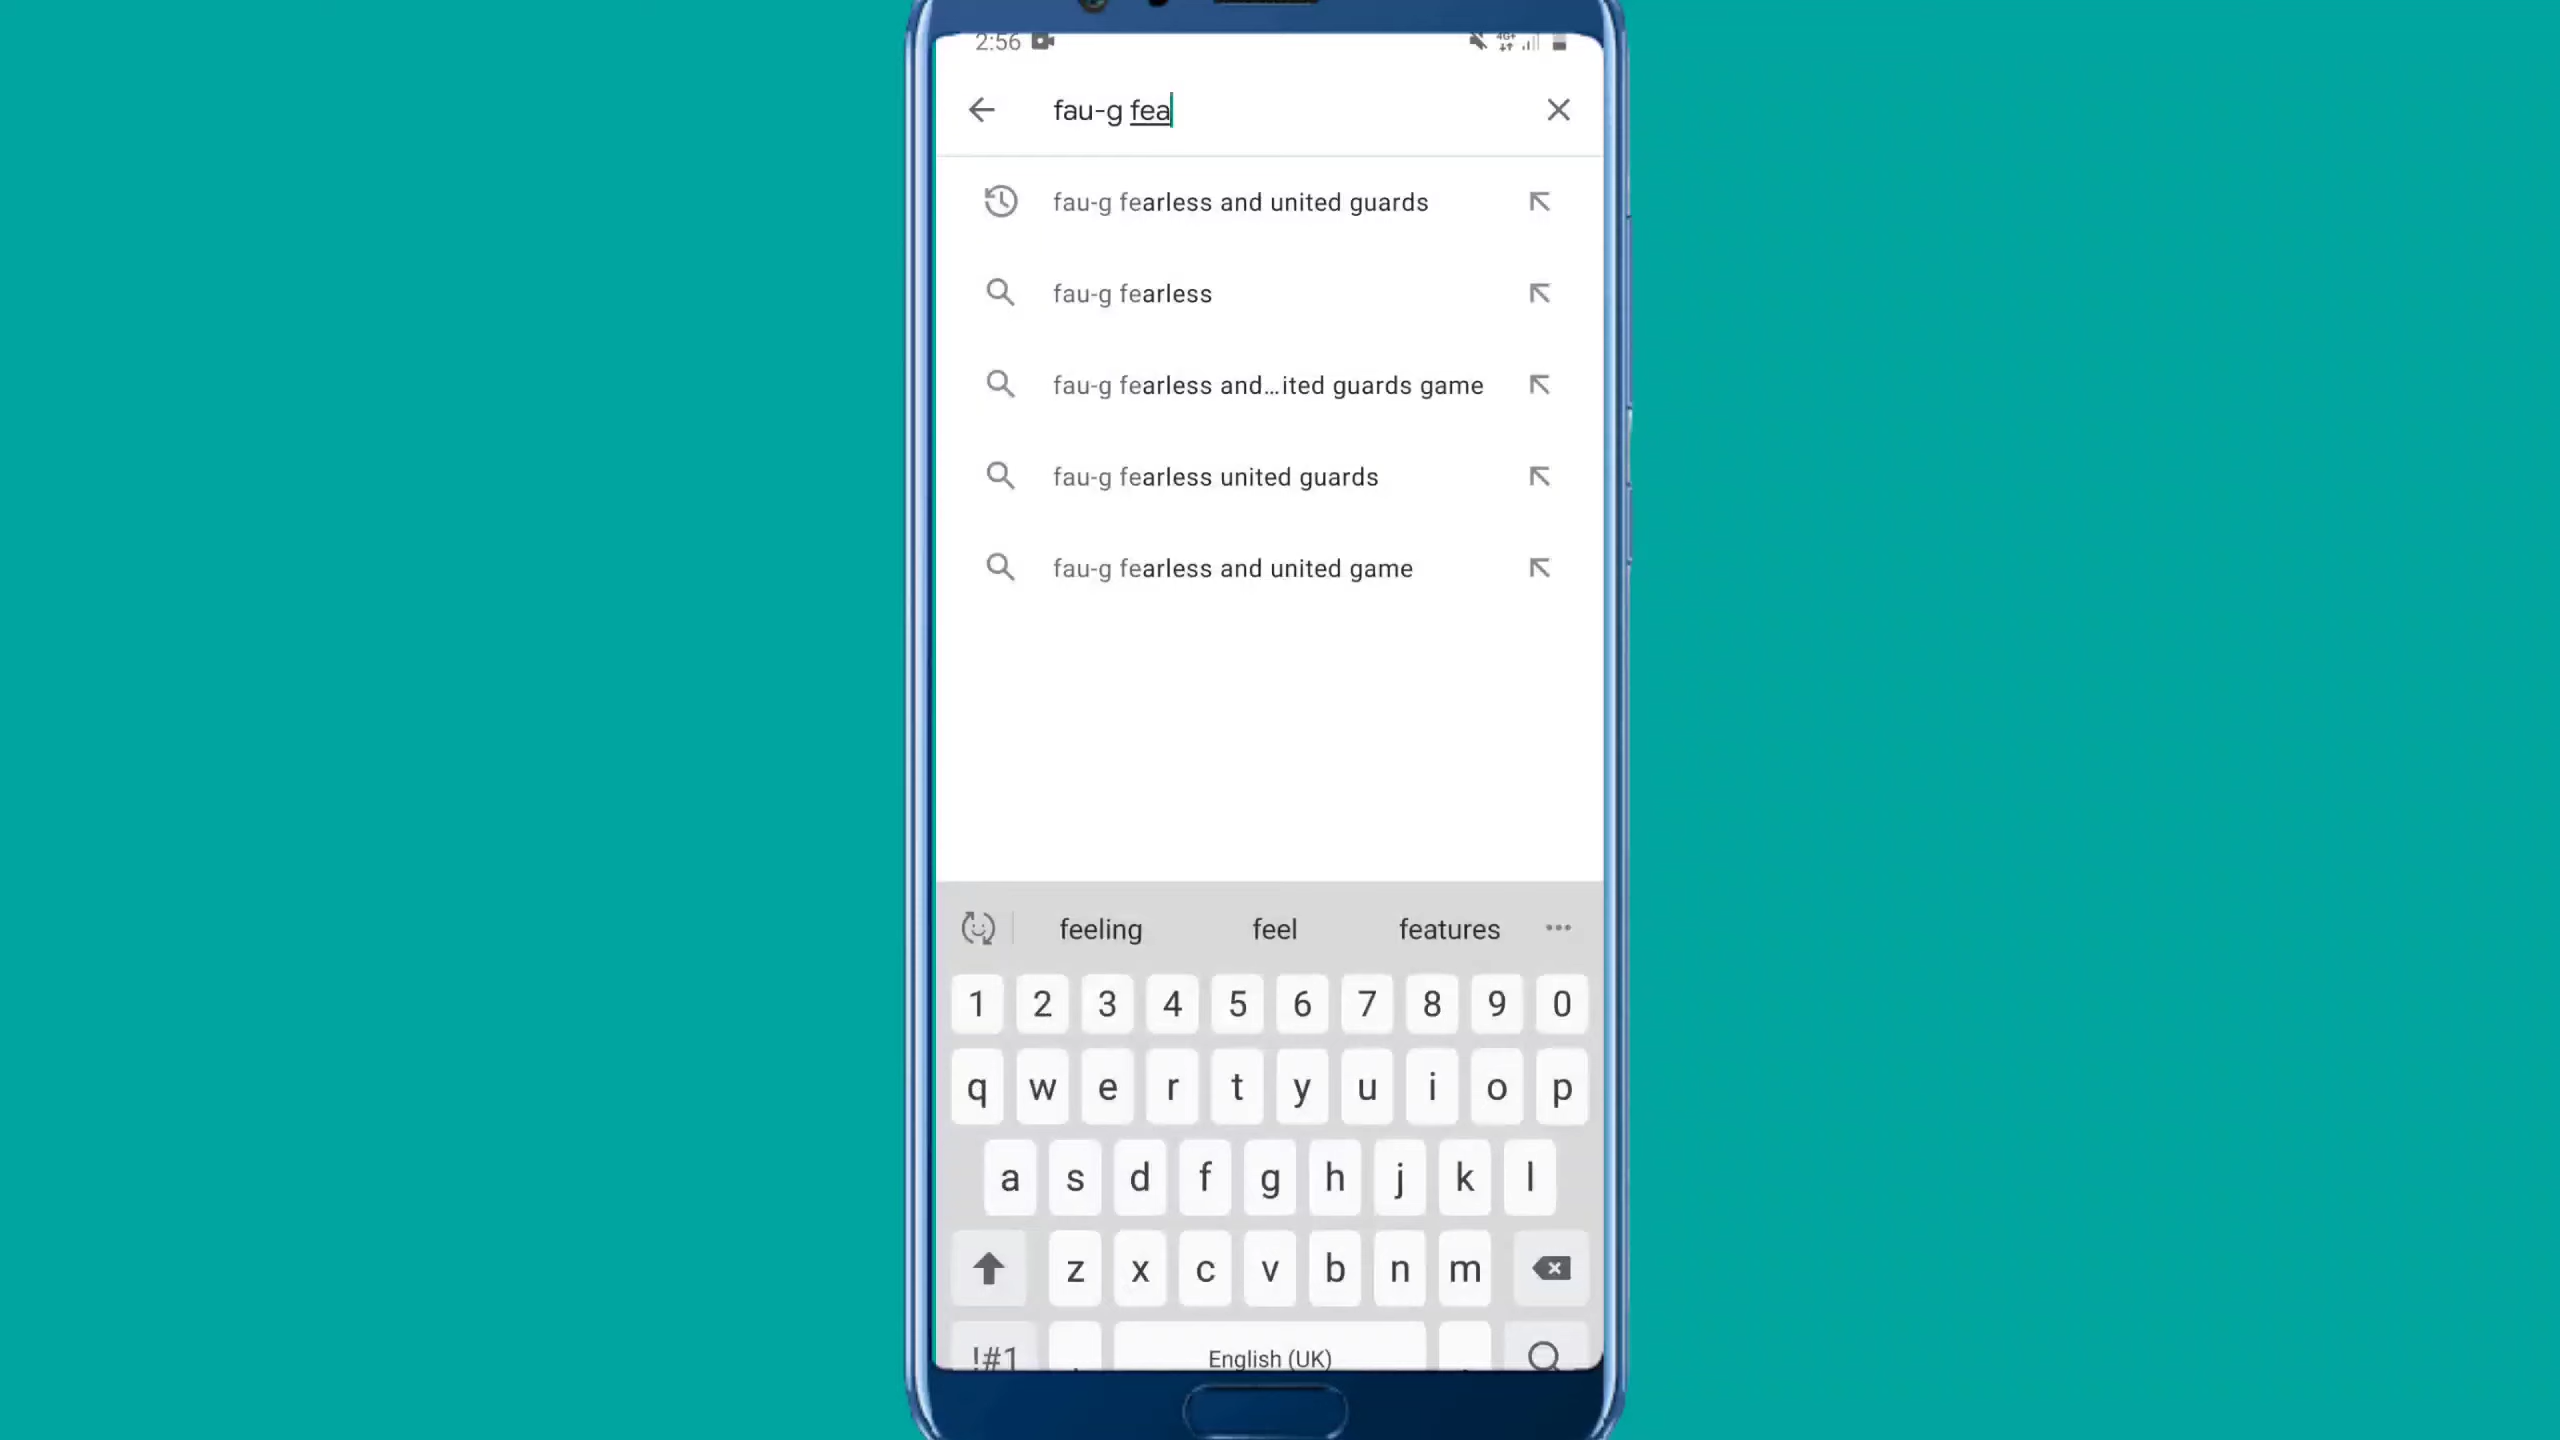 2:56
4G+
fau-g fea
fau-g fearless and united guards
fau-g fearless
fau-g fearless and...ited guards game
fau-g fearless united guards
fau-g fearless and united game
feeling feel features
1 2 3 4 5 6 7 8 9 0
q w e r t y u i o p
a s d f g h j k l
z x c v b n m
!#1 , English (UK) .